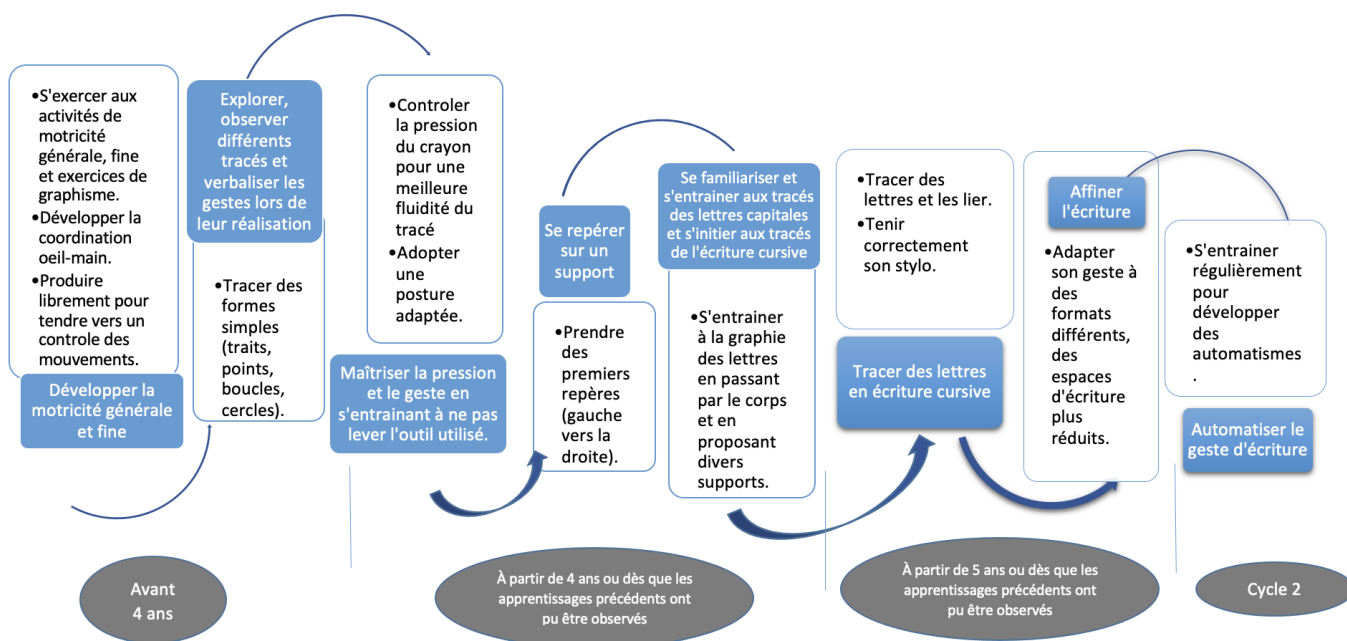 •S'exercer aux
activités de
motricité
générale, fine
et exercices de
graphisme.
•Développer la
coordination
oeil-main.
•Produire
librement pour
tendre vers un
controle des
mouvements.
Développer la
motricité générale
et fine
Explorer,
observer
différents
tracés et
verbaliser les
gestes lors de
leur réalisation
•Tracer des
formes
simples
(traits,
points,
boucles,
cercles).
•Controler
la pression
du crayon
pour une
meilleure
fluidité du
tracé
•Adopter
une
posture
adaptée.
Maîtriser la pression
et le geste en
s'entrainant à ne pas
lever l'outil utilisé.
Se repérer
sur un
support
•Prendre
des
premiers
repères
(gauche
vers la
droite).
Se familiariser et
s'entrainer aux tracés
des lettres capitales
et s'initier aux tracés
de l'écriture cursive
•S'entrainer
à la graphie
des lettres
en passant
par le corps
et en
proposant
divers
supports.
•Tracer des
lettres et les lier.
•Tenir
correctement
son stylo.
Tracer des lettres
en écriture cursive
Affiner
l'écriture
•Adapter
son geste à
des
formats
différents,
des
espaces
d'écriture
plus
réduits.
•S'entrainer
régulièrement
pour
développer
des
automatismes
.
Automatiser le
geste d'écriture
Avant
4 ans
À partir de 4 ans ou dès que les
apprentissages précédents ont
pu être observés
À partir de 5 ans ou dès que les
apprentissages précédents ont
pu être observés
Cycle 2